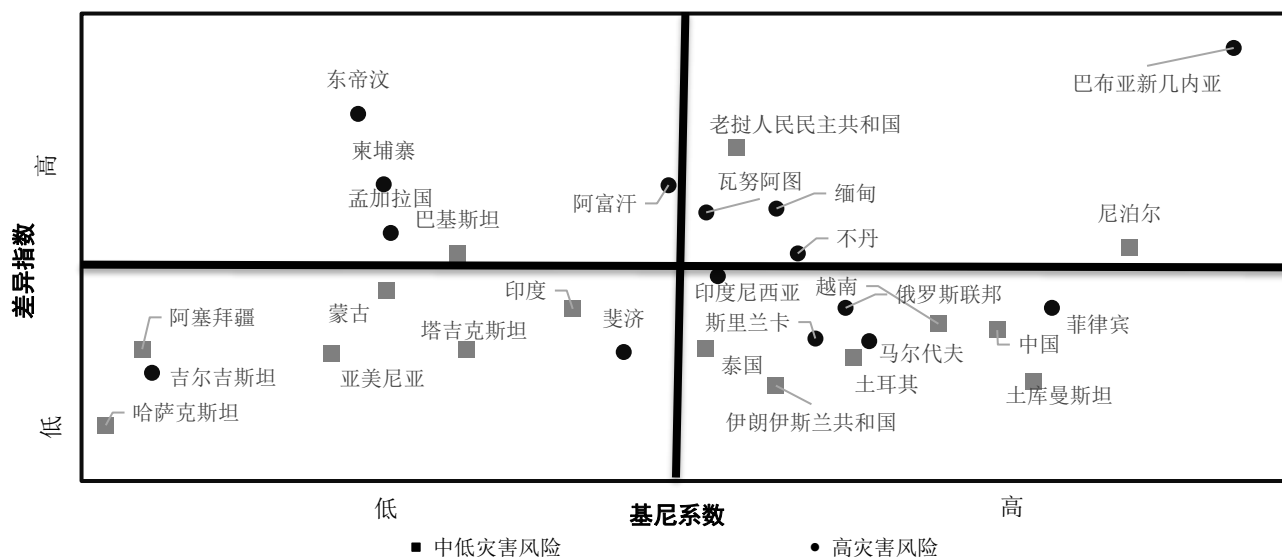 东帝汶
巴布亚新几内亚
老挝人民民主共和国
柬埔寨
高
孟加拉国
阿富汗
瓦努阿图
缅甸
巴基斯坦
尼泊尔
不丹
差异指数
印度
印度尼西亚
越南
俄罗斯联邦
阿塞拜疆
蒙古
塔吉克斯坦
斐济
斯里兰卡
菲律宾
中国
吉尔吉斯坦
亚美尼亚
泰国
马尔代夫
土耳其
土库曼斯坦
哈萨克斯坦
伊朗伊斯兰共和国
低
低
基尼系数
高
中低灾害风险
高灾害风险